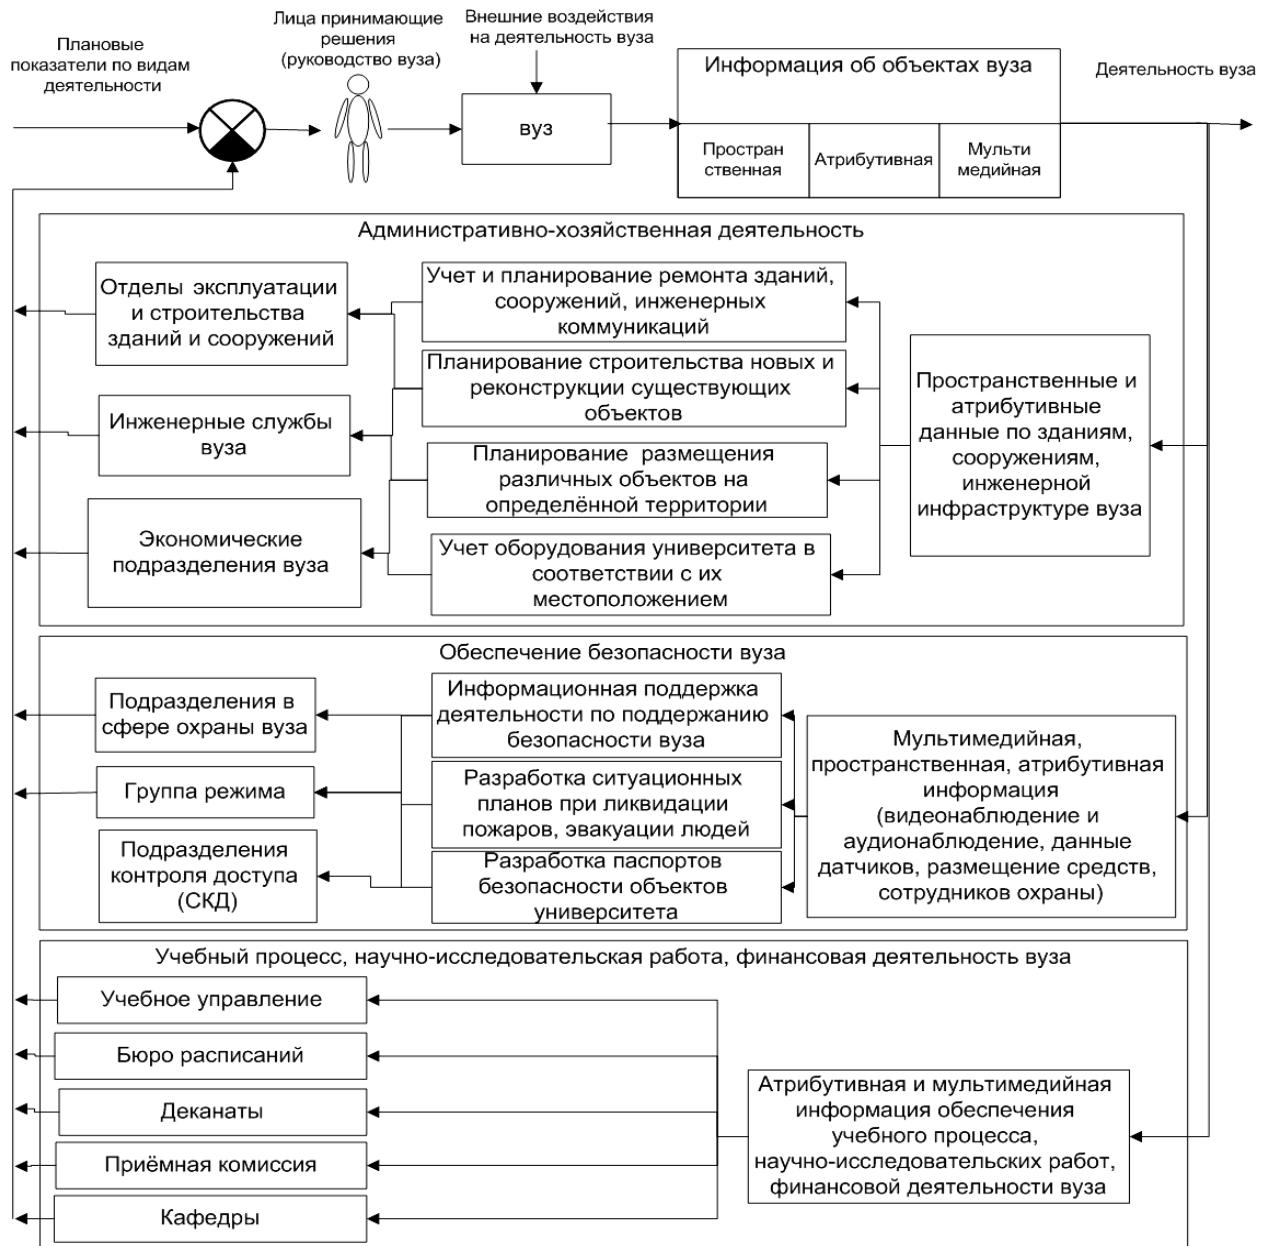 Плановые
показатели по видам
деятельности
Лица принимающие
решения
(руководство вуза)
Внешние воздействия
на деятельность вуза
вуз
Информация об объектах вуза
Простран
ственная
Атрибутивная
Мульти
медийная
Деятельность вуза
Административно-хозяйственная деятельность
Отделы эксплуатации
и строительства
зданий и сооружений
Инженерные службы
вуза
Экономические
подразделения вуза
Учет и планирование ремонта зданий,
сооружений, инженерных
коммуникаций
Планирование строительства новых и
реконструкции существующих
объектов
Планирование размещения
различных объектов на
определённой территории
Учет оборудования университета в
соответствии с их
местоположением
Пространственные и
атрибутивные
данные по зданиям,
сооружениям,
инженерной
инфраструктуре вуза
Обеспечение безопасности вуза
Подразделения в
сфере охраны вуза
Группа режима
Подразделения
контроля доступа
(СКД)
Информационная поддержка
деятельности по поддержанию
безопасности вуза
Разработка ситуационных
планов при ликвидации
пожаров, эвакуации людей
Разработка паспортов
безопасности объектов
университета
Мультимедийная,
пространственная, атрибутивная
информация
(видеонаблюдение и
аудионаблюдение, данные
датчиков, размещение средств,
сотрудников охраны)
Учебный процесс, научно-исследовательская работа, финансовая деятельность вуза
Учебное управление
Бюро расписаний
Деканаты
Приёмная комиссия
Кафедры
Атрибутивная и мультимедийная
информация обеспечения
учебного процесса,
научно-исследовательских работ,
финансовой деятельности вуза